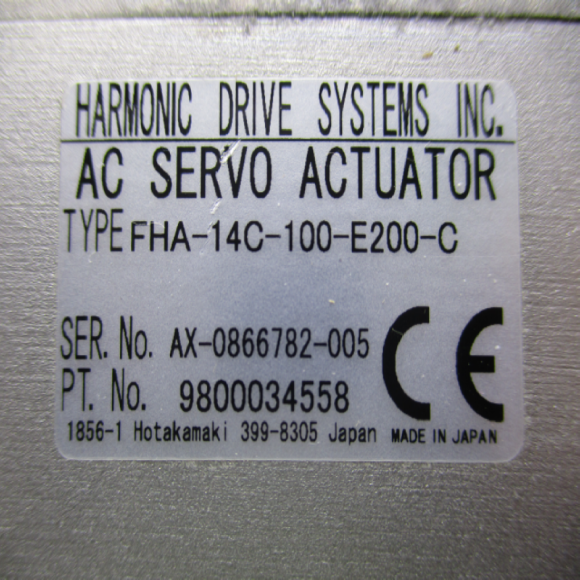 HARMONIC DRIVE SYSTEMS INC.
AC SERVO ACTUATOR
TYPE FHA-14C-100-E200-C
SER. No. AX-0866782-005
PT. No. 9800034558
CE
1856-1 Hotakamaki 399-8305 Japan MADE IN JAPAN